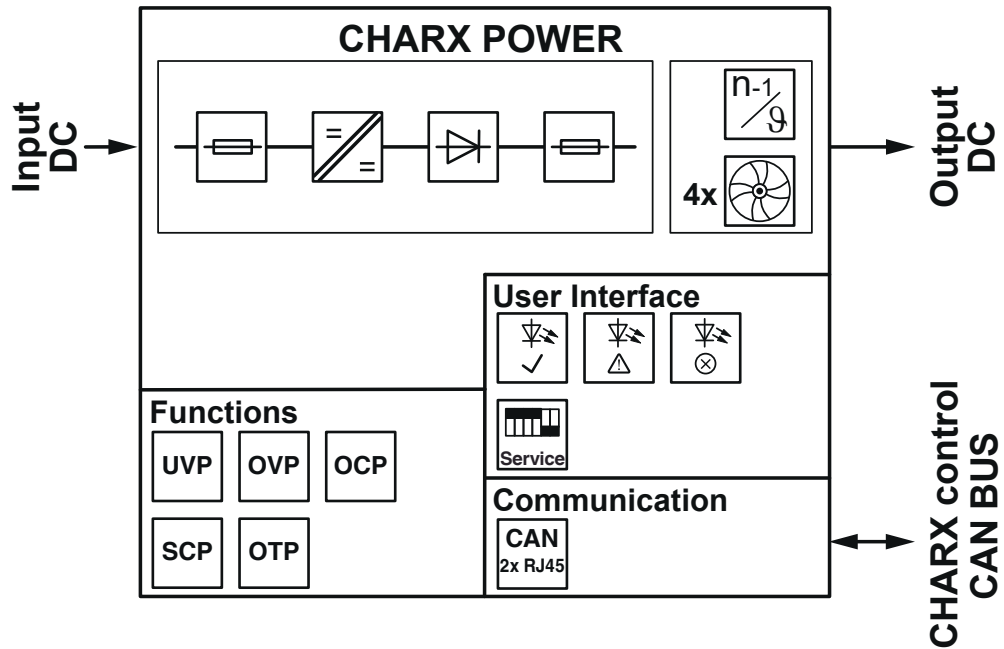 CHARX POWER
Input
DC
n-1
ϑ
4x
Output
DC
User Interface
Service
Functions
UVP
OVP
OCP
SCP
OTP
Communication
CAN
2x RJ45
CHARX control
CAN BUS